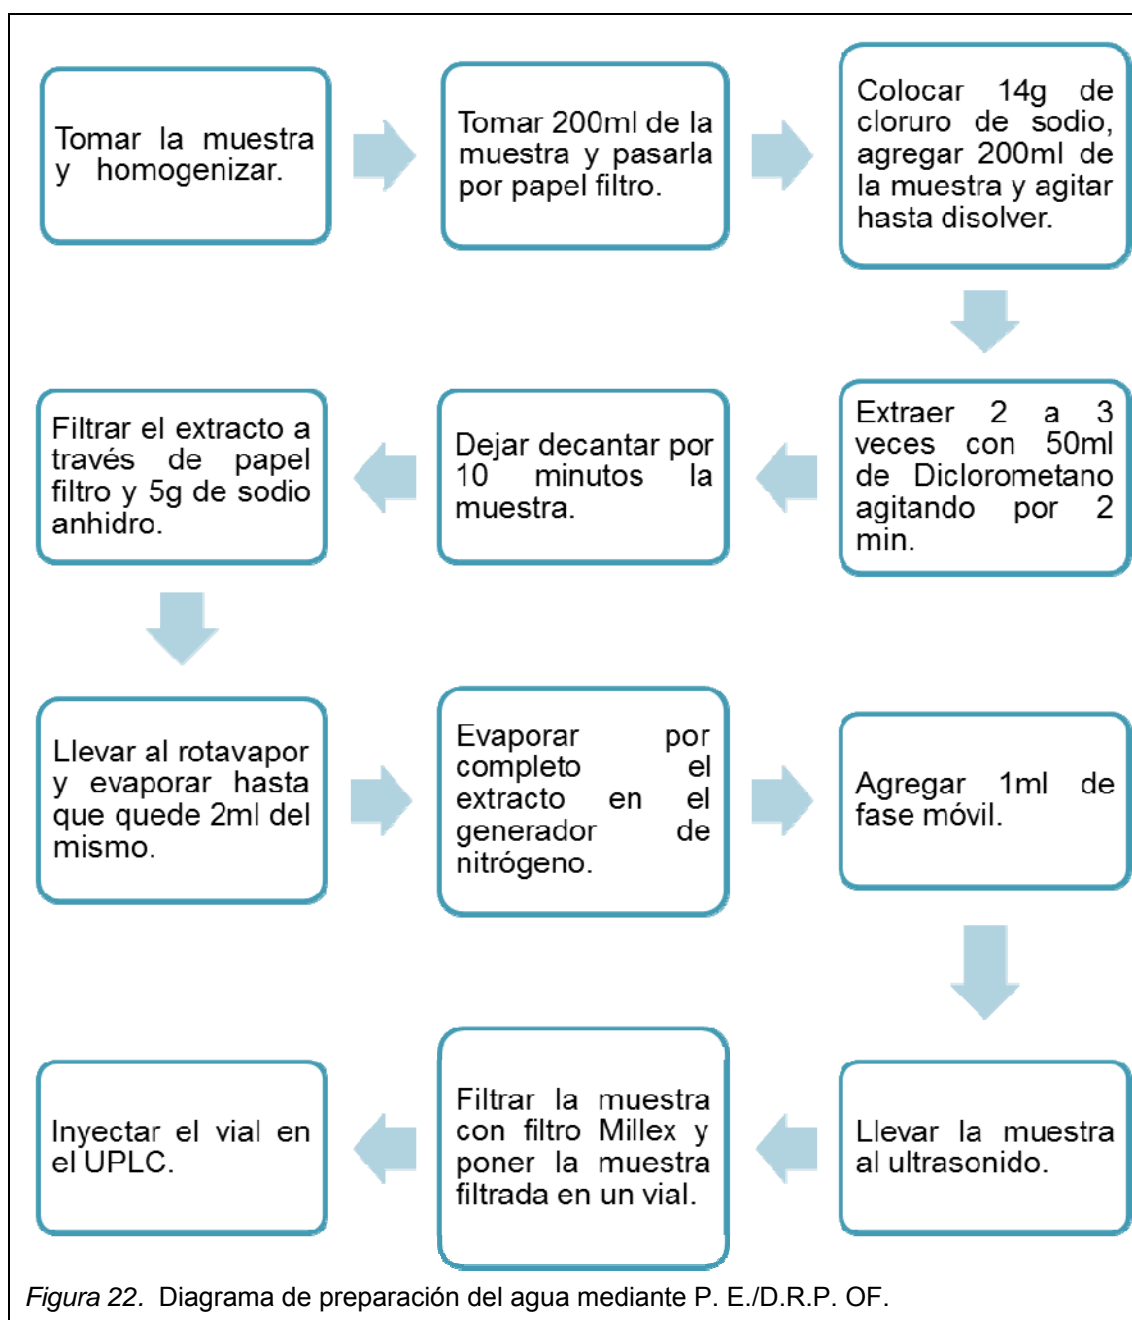 Tomar la muestra
y homogenizar.
Tomar 200ml de la
muestra y pasarla
por papel filtro.
Colocar 14g de
cloruro de sodio,
agregar 200ml de
la muestra y agitar
hasta disolver.
Extraer 2 a 3
veces con 50ml
de Diclorometano
agitando por 2
min.
Dejar decantar por
10 minutos la
muestra.
Filtrar el extracto a
través de papel
filtro y 5g de sodio
anhidro.
Llevar al rotavapor
y evaporar hasta
que quede 2ml del
mismo.
Evaporar por
completo el
extracto en el
generador de
nitrógeno.
Agregar 1ml de
fase móvil.
Llevar la muestra
al ultrasonido.
Filtrar la muestra
con filtro Millex y
poner la muestra
filtrada en un vial.
Inyectar el vial en
el UPLC.
Figura 22. Diagrama de preparación del agua mediante P. E./D.R.P. OF.